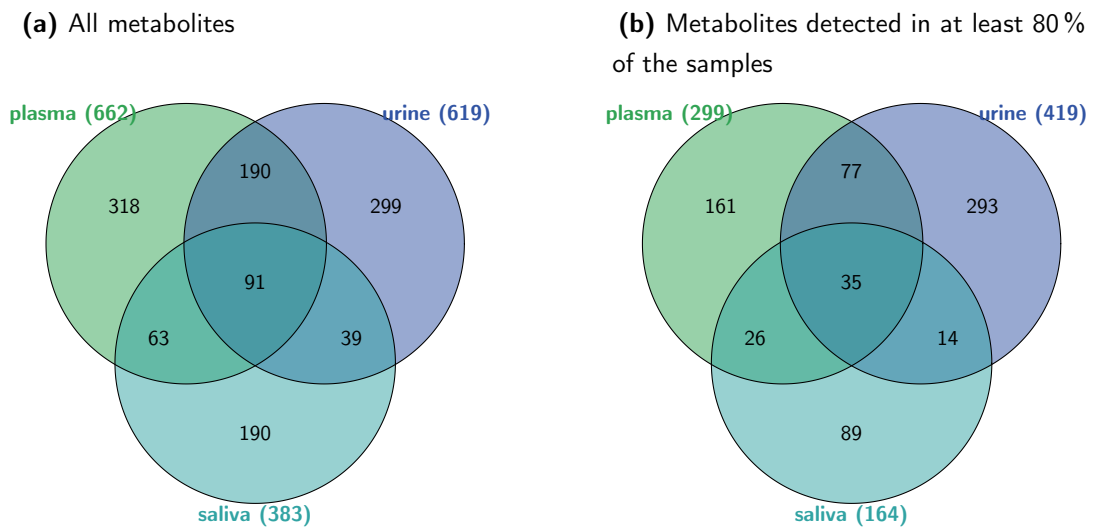 (a) All metabolites
plasma (662)
urine (619)
190
318
299
91
63
39
190
saliva (383)
(b) Metabolites detected in at least 80 %
of the samples
plasma (299)
urine (419)
77
161
293
35
26
14
89
saliva (164)